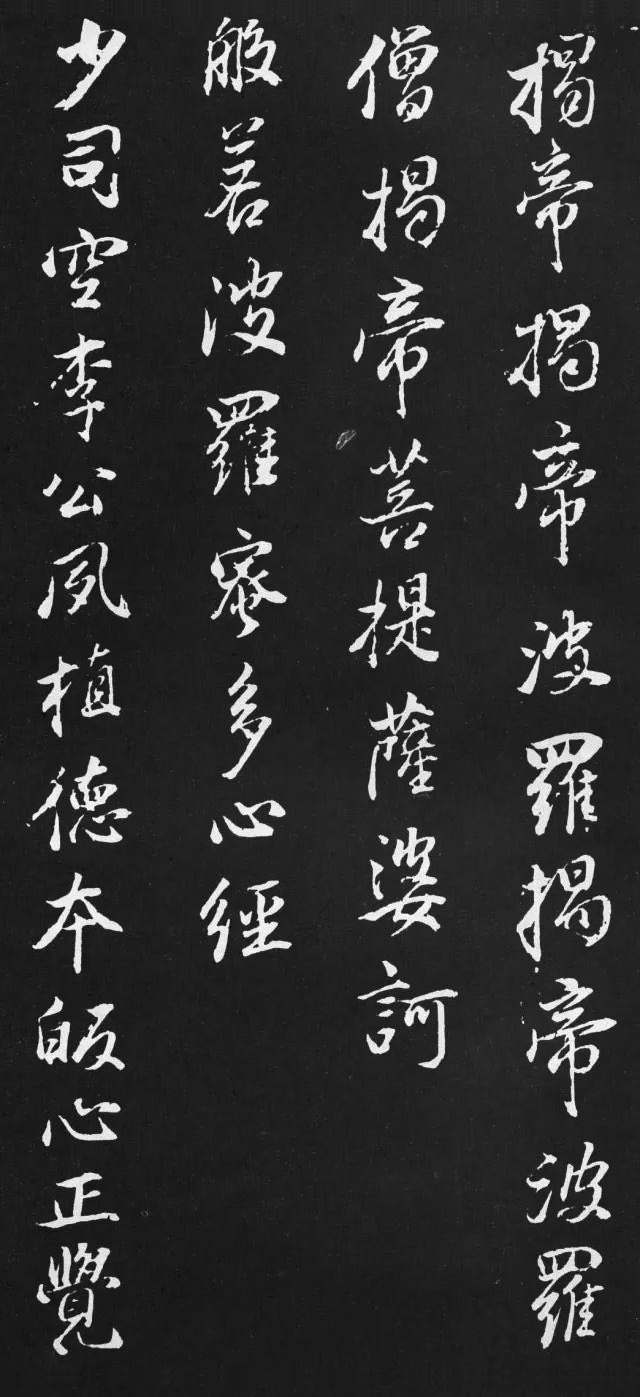 揭帝揭帝波羅揭帝波羅
僧揭帝菩提薩婆訶
般若波羅蜜多心經
少司空李公夙植德本皈心正覺